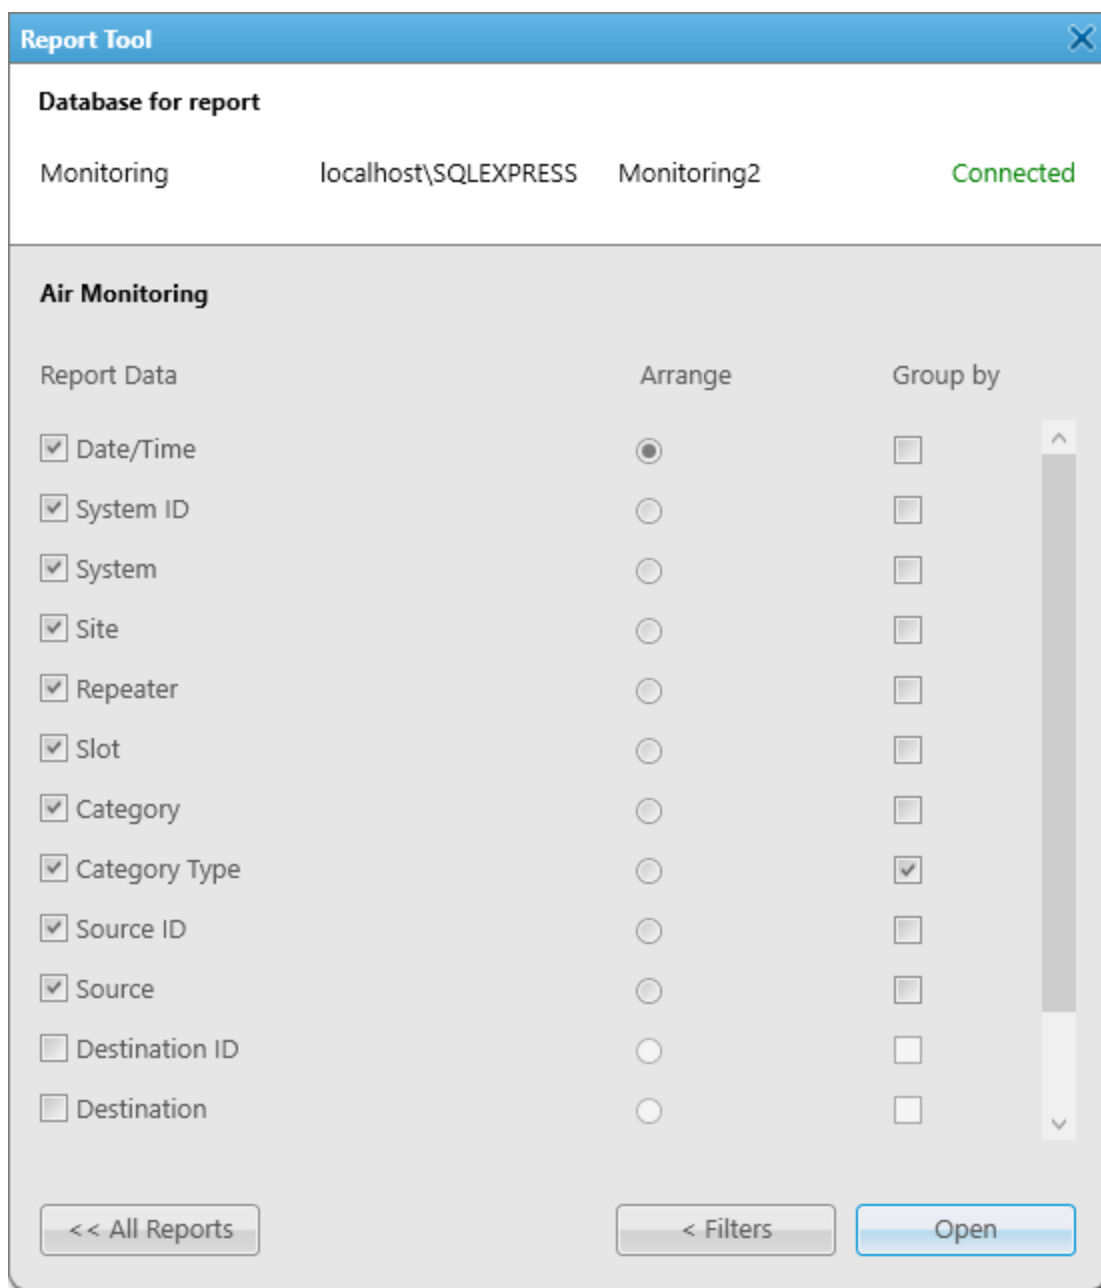 Report Tool
Database for report
Monitoring localhost\SQLEXPRESS Monitoring2 Connected
Air Monitoring
Report Data Arrange Group by
Date/Time
System ID
System
Site
Repeater
Slot
Category
Category Type
Source ID
Source
Destination ID
Destination
<< All Reports < Filters Open